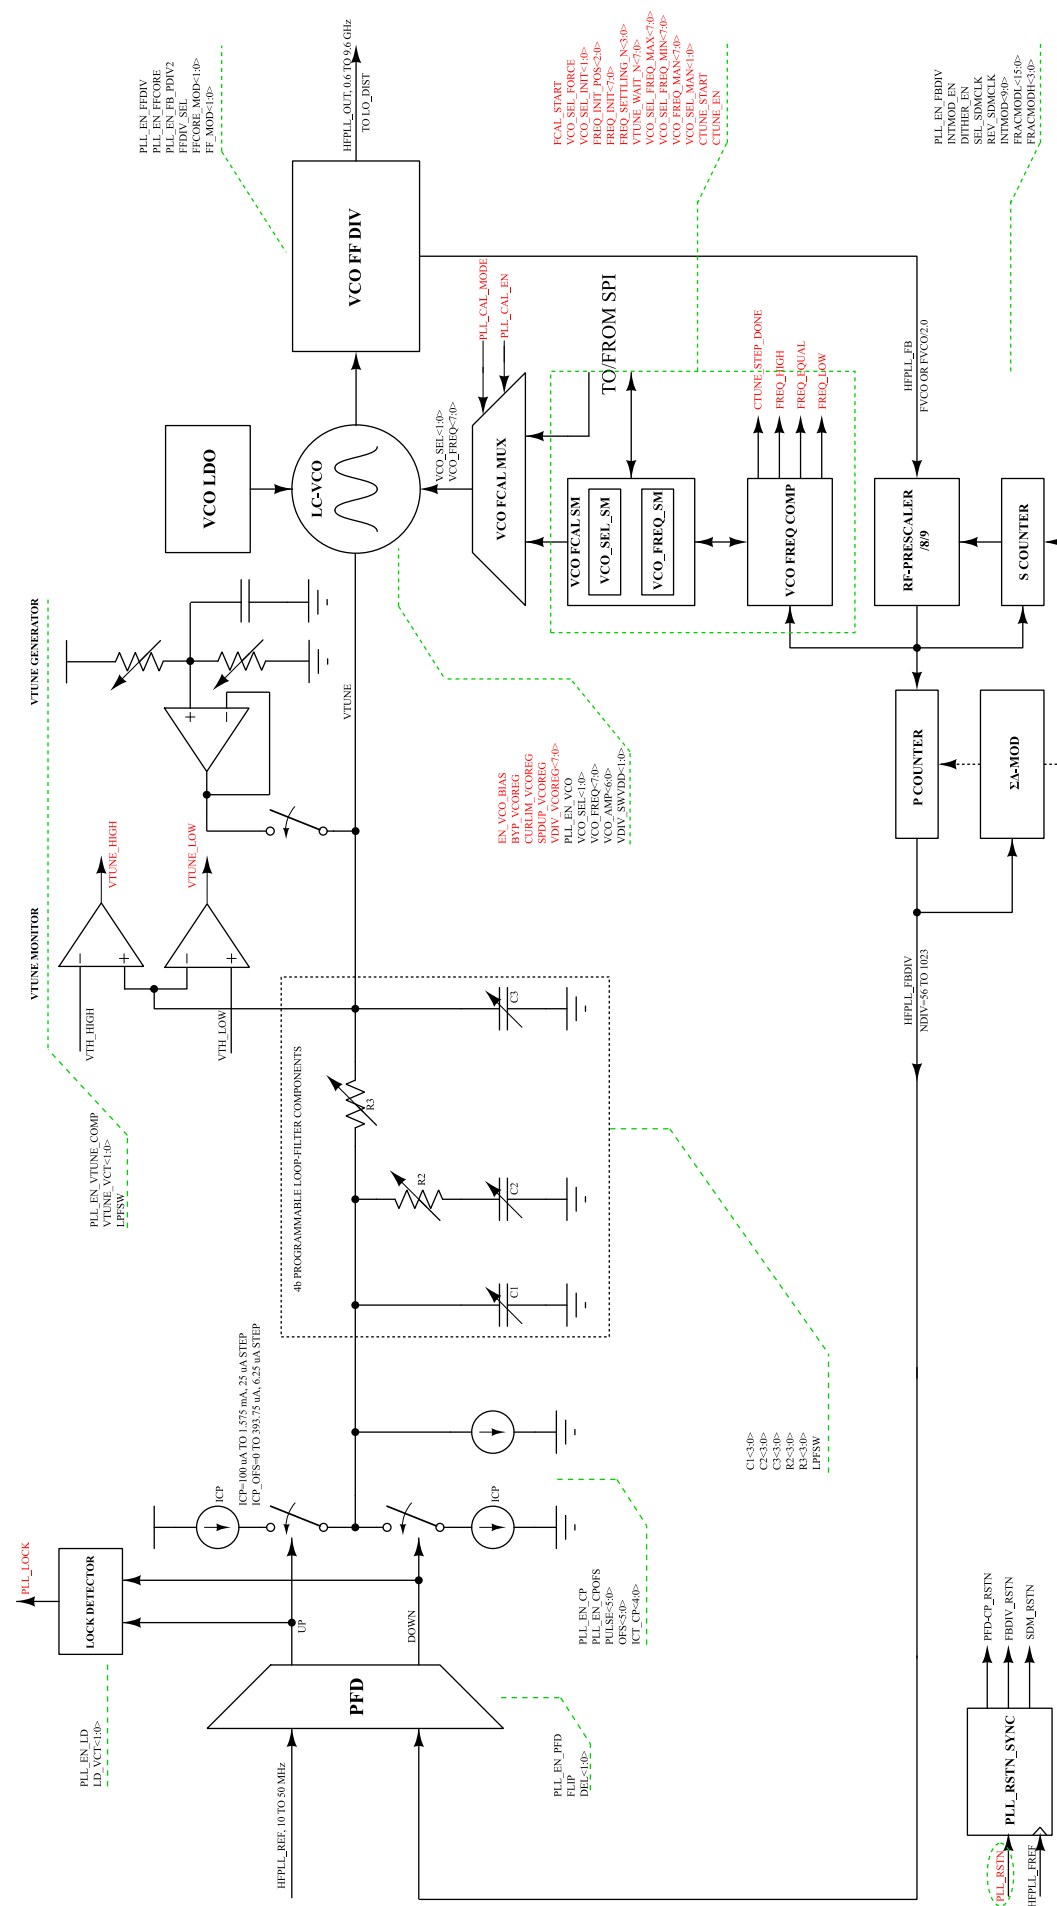 PLL_LOCK
LOCK DETECTOR
PLL_EN_LD
LD_VCT<1:0>
HFPLL_REF, 10 TO 50 MHz
PFD
UP
DOWN
PLL_EN_PFD
FLIP
DEL<1:0>
ICP
ICP=100 uA TO 1.575 mA, 25 uA STEP
ICP_OFS=0 TO 393.75 uA, 6.25 uA STEP
ICP
PLL_EN_CP
PLL_EN_CPOFS
PULSE<5:0>
OFS<5:0>
ICT_CP<4:0>
4b PROGRAMMABLE LOOP-FILTER COMPONENTS
C1
R2
C2
R3
C3
C1<3:0>
C2<3:0>
C3<3:0>
R2<3:0>
R3<3:0>
LPFSW
PLL_EN_VTUNE_COMP
VTUNE_VCT<1:0>
LPFSW
VTUNE MONITOR
VTH_HIGH
VTH_LOW
VTUNE_HIGH
VTUNE_LOW
VTUNE GENERATOR
VTUNE
VCO LDO
LC-VCO
EN_VCO_BIAS
BYP_VCOREG
CURLIM_VCOREG
SPDUP_VCOREG
VDIV_VCOREG<7:0>
PLL_EN_VCO
VCO_SEL<1:0>
VCO_FREQ<7:0>
VCO_AMP<6:0>
VDIV_SWVDD<1:0>
VCO FF DIV
PLL_EN_FFDIV
PLL_EN_FFCORE
PLL_EN_FB_PDIV2
FFDIV_SEL
FFCORE_MOD<1:0>
FF_MOD<1:0>
HFPLL_OUT, 0.6 TO 9.6 GHz
TO LO_DIST
VCO_SEL<1:0>
VCO_FREQ<7:0>
VCO FCAL MUX
PLL_CAL_MODE
PLL_CAL_EN
TO/FROM SPI
VCO FCAL SM
VCO_SEL_SM
VCO_FREQ_SM
VCO FREQ COMP
CTUNE_STEP_DONE
FREQ_HIGH
FREQ_EQUAL
FREQ_LOW
FCAL_START
VCO_SEL_FORCE
VCO_SEL_INIT<1:0>
FREQ_INIT_POS<2:0>
FREQ_INIT<7:0>
FREQ_SETTLING_N<3:0>
VTUNE_WAIT_N<7:0>
VCO_SEL_FREQ_MAX<7:0>
VCO_SEL_FREQ_MIN<7:0>
VCO_FREQ_MAN<7:0>
VCO_SEL_MAN<1:0>
CTUNE_START
CTUNE_EN
HFPLL_FB
FVCO OR FVCO/2.0
RF-PRESCALER
/8/9
S COUNTER
P COUNTER
ΣΔ-MOD
PLL_EN_FBDIV
INTMOD_EN
DITHER_EN
SEL_SDMCLK
REV_SDMCLK
INTMOD<9:0>
FRACMODL<15:0>
FRACMODH<3:0>
HFPLL_FBDIV
NDIV=56 TO 1023
PLL_RSTN
HFPLL_FREF
PLL_RSTN_SYNC
PFD-CP_RSTN
FBDIV_RSTN
SDM_RSTN